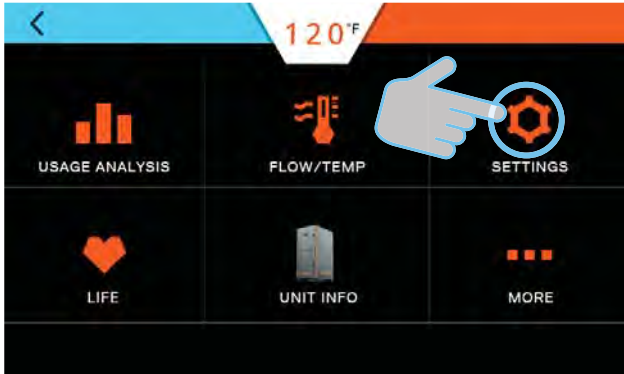 120°F
USAGE ANALYSIS
FLOW/TEMP
SETTINGS
LIFE
UNIT INFO
MORE